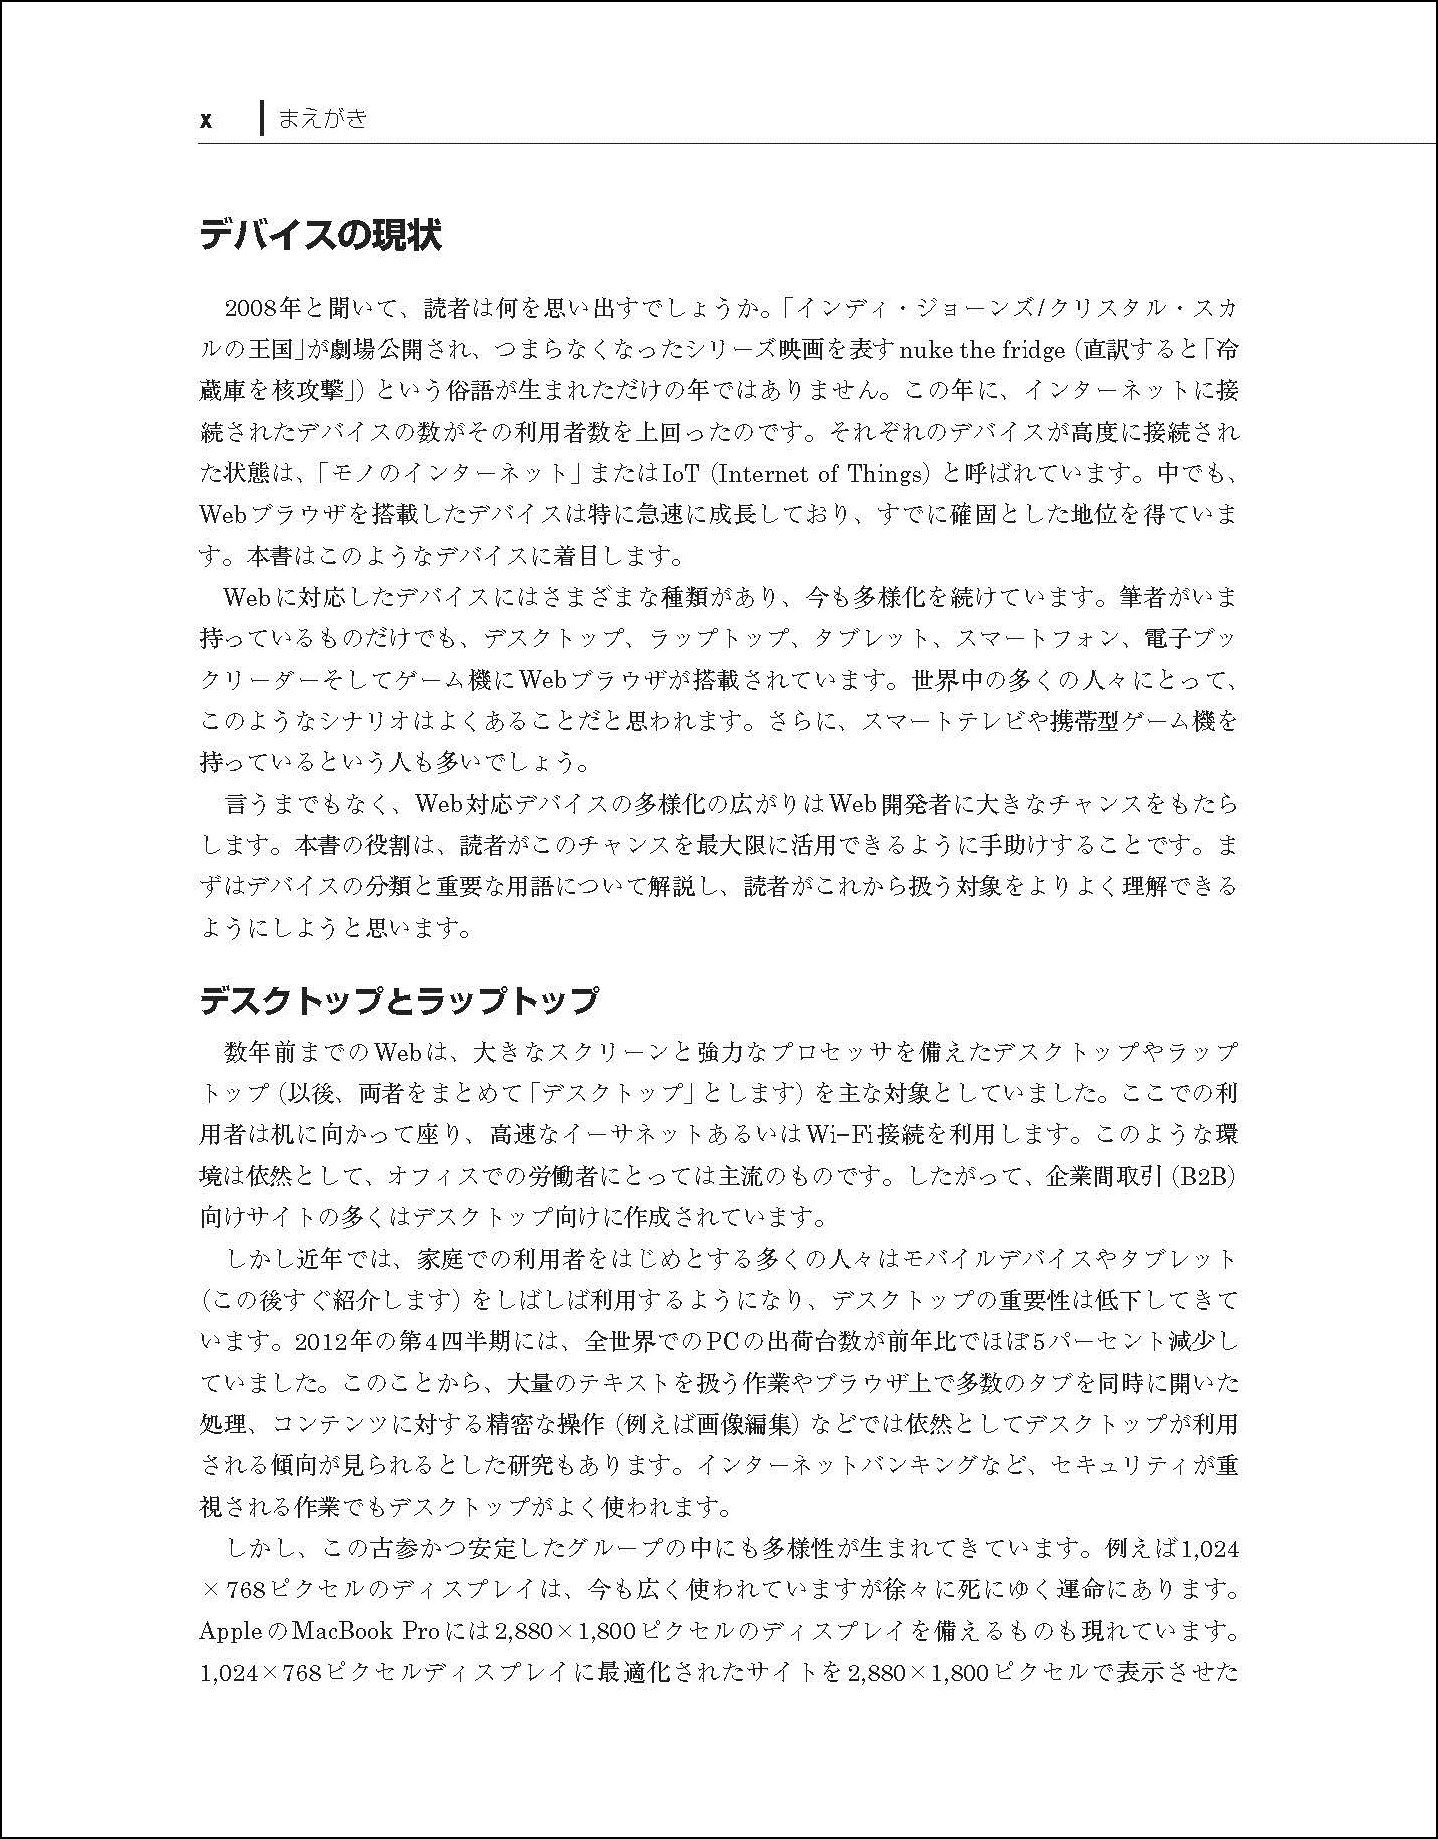 x まえがき
デバイスの現状
2008年と聞いて、読者は何を思い出すでしょうか。「インディ・ジョーンズ/クリスタル・スカ
ルの王国」が劇場公開され、つまらなくなったシリーズ映画を表すnuke the fridge（直訳すると「冷
蔵庫を核攻撃」）という俗語が生まれただけの年ではありません。この年に、インターネットに接
続されたデバイスの数がその利用者数を上回ったのです。それぞれのデバイスが高度に接続され
た状態は、「モノのインターネット」またはIoT（Internet of Things）と呼ばれています。中でも、
Webブラウザを搭載したデバイスは特に急速に成長しており、すでに確固とした地位を得ていま
す。本書はこのようなデバイスに着目します。
Webに対応したデバイスにはさまざまな種類があり、今も多様化を続けています。筆者がいま
持っているものだけでも、デスクトップ、ラップトップ、タブレット、スマートフォン、電子ブッ
クリーダーそしてゲーム機にWebブラウザが搭載されています。世界中の多くの人々にとって、
このようなシナリオはよくあることだと思われます。さらに、スマートテレビや携帯型ゲーム機を
持っているという人も多いでしょう。
言うまでもなく、Web対応デバイスの多様化の広がりはWeb開発者に大きなチャンスをもたら
します。本書の役割は、読者がこのチャンスを最大限に活用できるように手助けすることです。ま
ずはデバイスの分類と重要な用語について解説し、読者がこれから扱う対象をよりよく理解できる
ようにしようと思います。
デスクトップとラップトップ
数年前までのWebは、大きなスクリーンと強力なプロセッサを備えたデスクトップやラップ
トップ（以後、両者をまとめて「デスクトップ」とします）を主な対象としていました。ここでの利
用者は机に向かって座り、高速なイーサネットあるいはWi-Fi接続を利用します。このような環
境は依然として、オフィスでの労働者にとっては主流のものです。したがって、企業間取引（B2B）
向けサイトの多くはデスクトップ向けに作成されています。
しかし近年では、家庭での利用者をはじめとする多くの人々はモバイルデバイスやタブレット
（この後すぐ紹介します）をしばしば利用するようになり、デスクトップの重要性は低下してきて
います。2012年の第4四半期には、全世界でのPCの出荷台数が前年比でほぼ5パーセント減少し
ていました。このことから、大量のテキストを扱う作業やブラウザ上で多数のタブを同時に開いた
処理、コンテンツに対する精密な操作（例えば画像編集）などでは依然としてデスクトップが利用
される傾向が見られるとした研究もあります。インターネットバンキングなど、セキュリティが重
視される作業でもデスクトップがよく使われます。
しかし、この古参かつ安定したグループの中にも多様性が生まれてきています。例えば1,024
×768ピクセルのディスプレイは、今も広く使われていますが徐々に死にゆく運命にあります。
AppleのMacBook Proには2,880×1,800ピクセルのディスプレイを備えるものも現れています。
1,024×768ピクセルディスプレイに最適化されたサイトを2,880×1,800ピクセルで表示させた